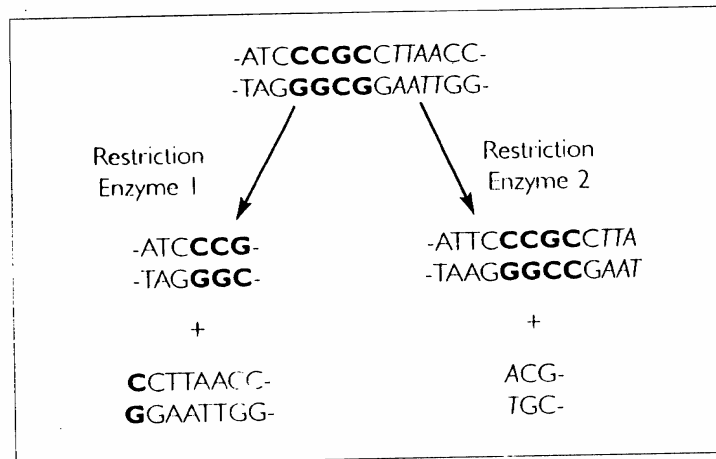 -ATCCCGCCTTAACC-
-TAGGGCGGAATTGG-
Restriction
Enzyme 1
Restriction
Enzyme 2
-ATCCCG-
-TAGGGC-
-ATTCCCGCCTTA
-TAAGGGCCGAAT
+
+
CCTTAACC-
GGAATTGG-
ACG-
TGC-